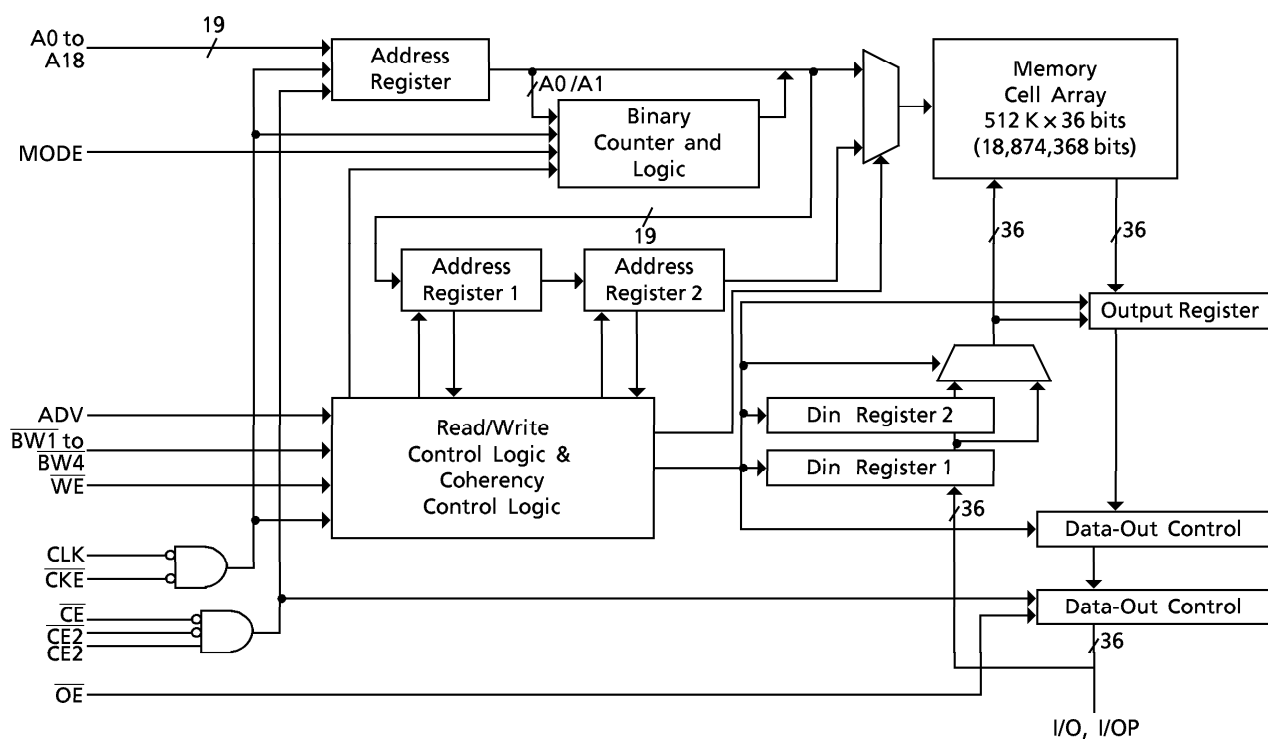 19
A0 to
A18
Address
Register
A0 /A1
MODE
Binary
Counter and
Logic
Memory
Cell Array
512 K x 36 bits
(18,874,368 bits)
19
36
36
Address
Register 1
Address
Register 2
Output Register
ADV
BW1 to
BW4
WE
Read/Write
Control Logic &
Coherency
Control Logic
Din Register 2
Din Register 1
36
Data-Out Control
CLK
CKE
CE
CE2
CE2
Data-Out Control
36
OE
I/O, I/OP